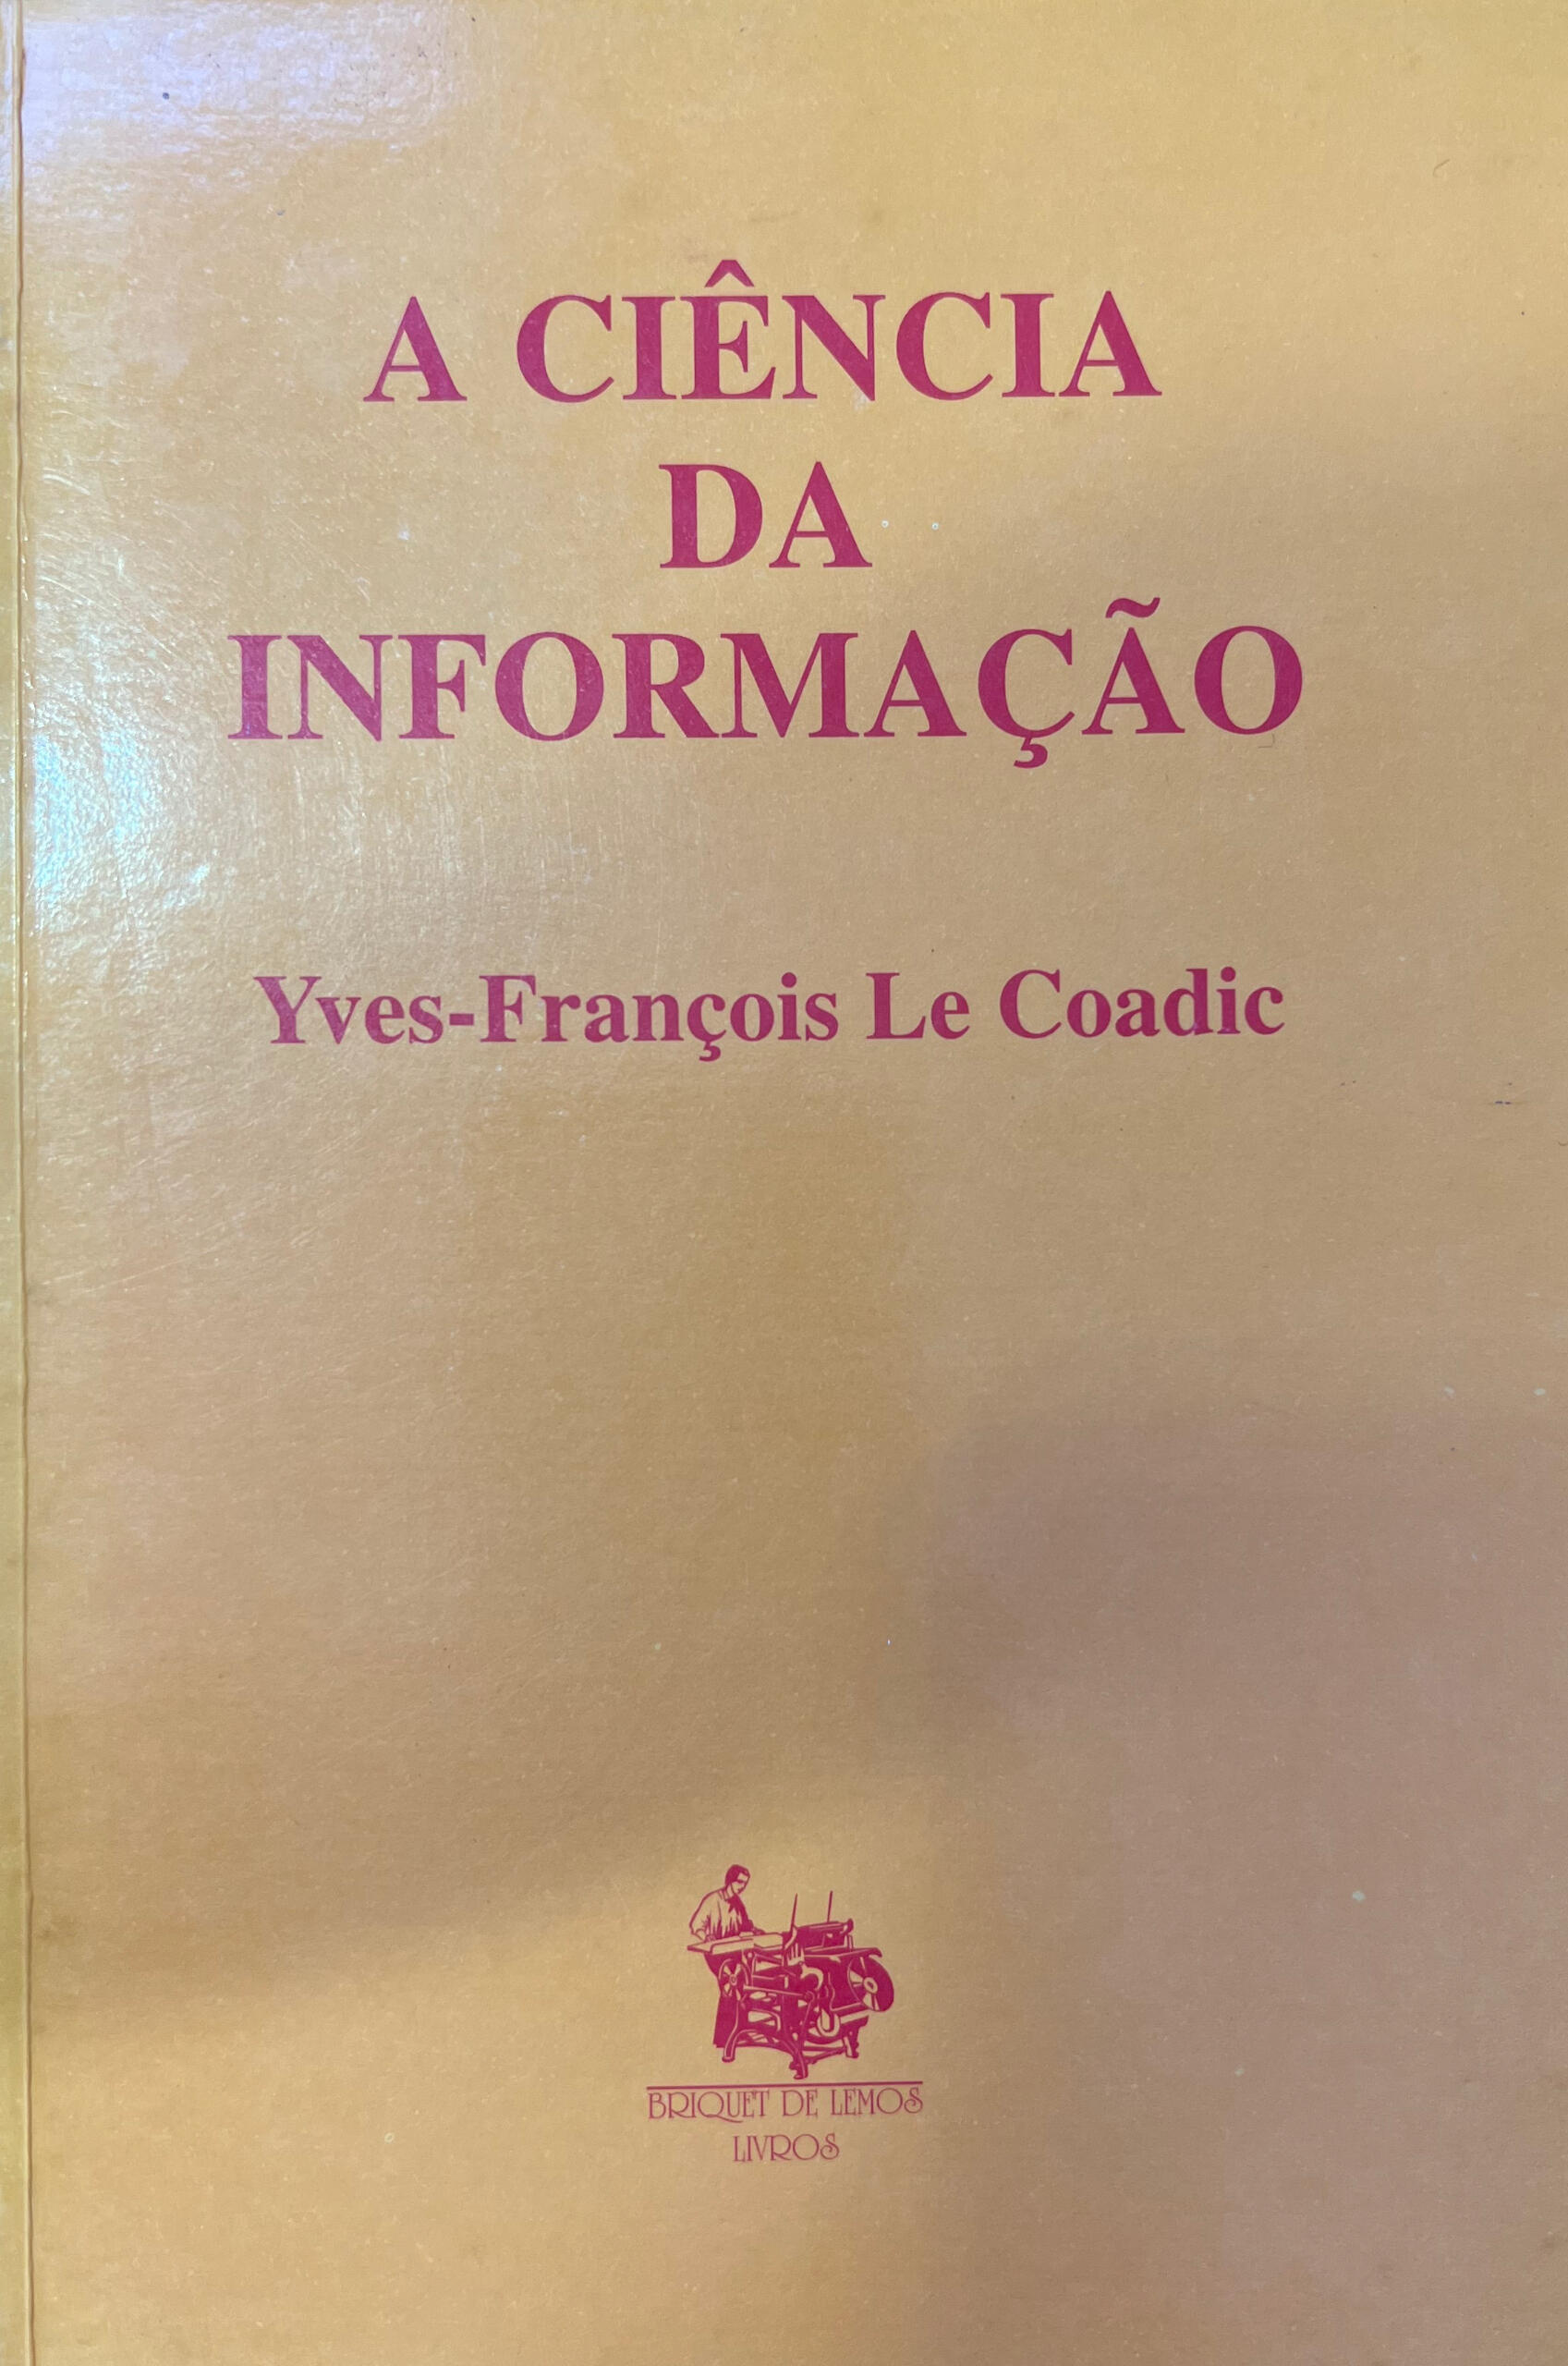 A CIÊNCIA
DA
INFORMAÇÃO
Yves-François Le Coadic
BRIQUET DE LEMOS
LIVROS